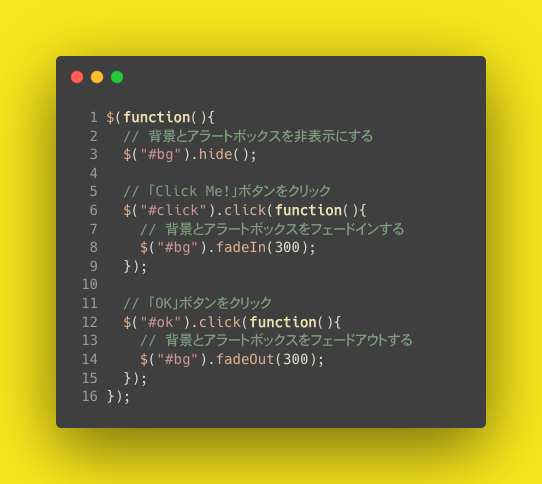 1 $(function(){
2   // 背景とアラートボックスを非表示にする
3   $("#bg").hide();
4
5   // 「Click Me!」ボタンをクリック
6   $("#click").click(function(){
7     // 背景とアラートボックスをフェードインする
8     $("#bg").fadeIn(300);
9   });
10
11   // 「OK」ボタンをクリック
12   $("#ok").click(function(){
13     // 背景とアラートボックスをフェードアウトする
14     $("#bg").fadeOut(300);
15   });
16 });